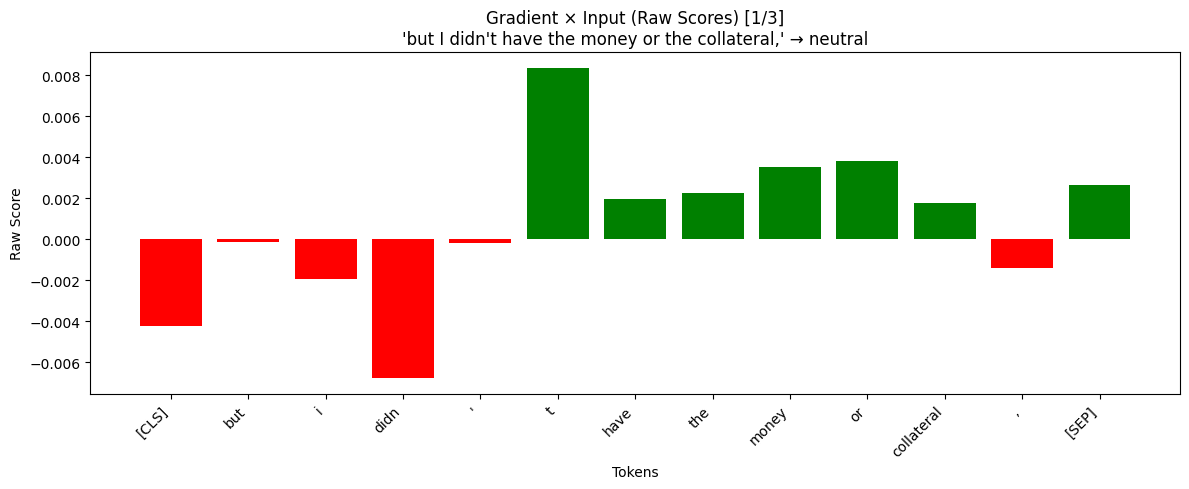 Gradient × Input (Raw Scores) [1/3]
'but I didn't have the money or the collateral,' → neutral
Raw Score
0.008
0.006
0.004
0.002
0.000
−0.002
−0.004
−0.006
[CLS]
but
i
didn
'
t
have
the
money
or
collateral
,
[SEP]
Tokens